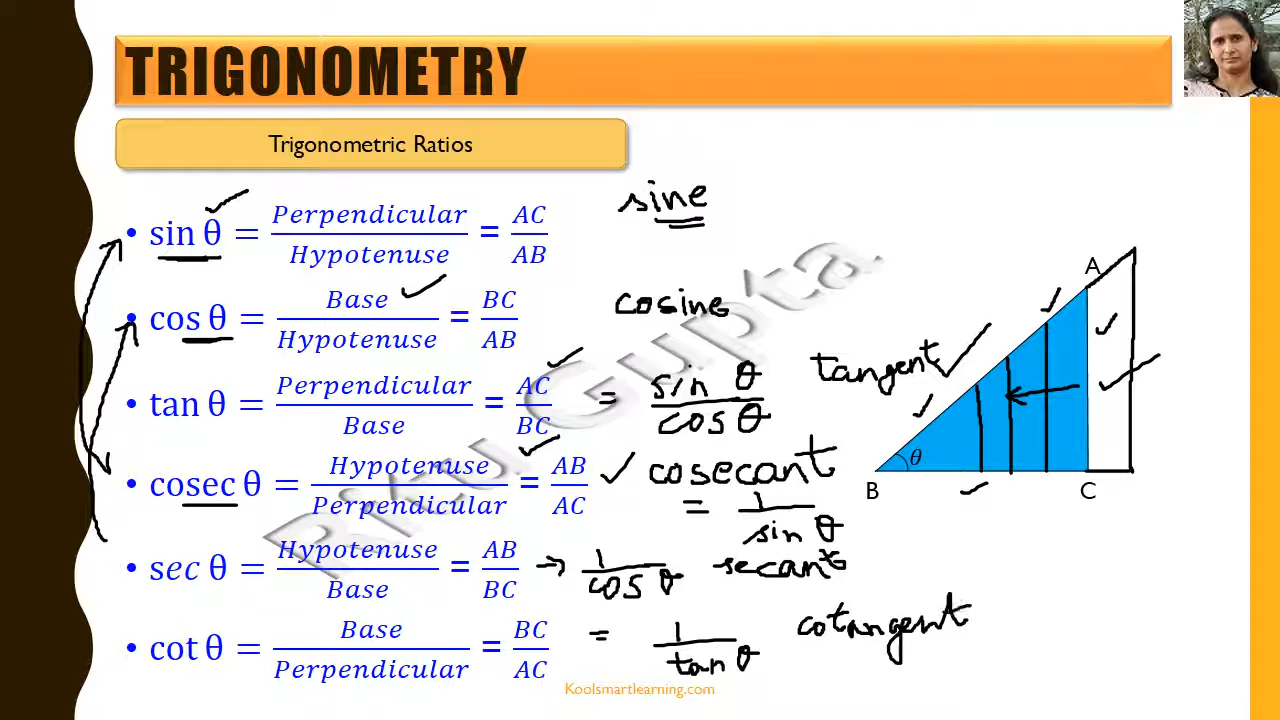 TRIGONOMETRY
Trigonometric Ratios
sine
• sin θ = Perpendicular/Hypotenuse = AC/AB
• cos θ = Base/Hypotenuse = BC/AB cosine
• tan θ = Perpendicular/Base = AC/BC = sin θ/cos θ tangent
• cosec θ = Hypotenuse/Perpendicular = AB/AC cosecant
= 1/sin θ
• sec θ = Hypotenuse/Base = AB/BC → 1/cos θ secant
• cot θ = Base/Perpendicular = BC/AC = 1/tan θ cotangent
A
θ
B C
Ritu Gupta
Koolsmartlearning.com